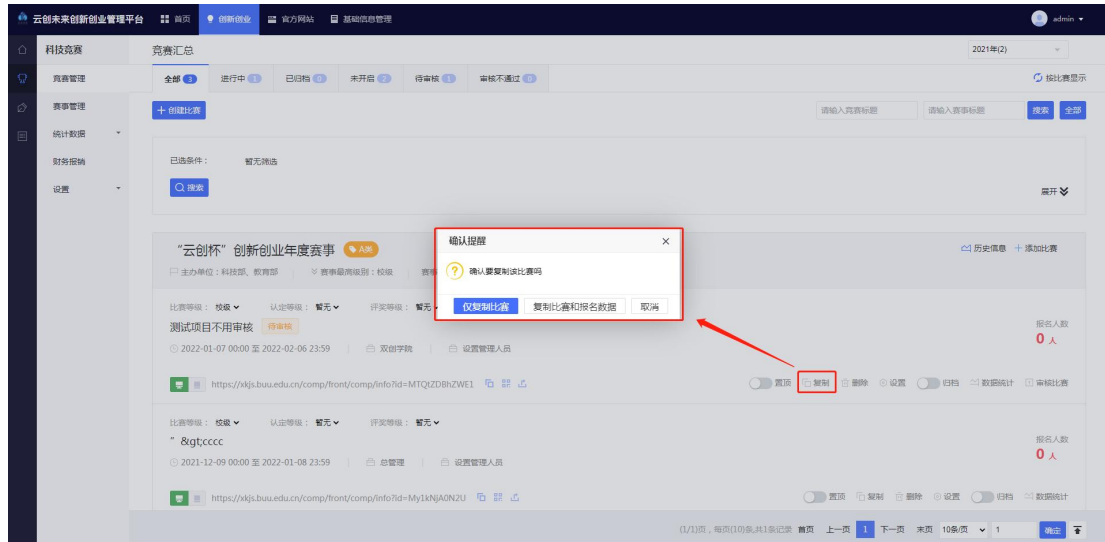 云创未来创新创业管理平台 首页 创新创业 官方网站 基础信息管理 admin
科技竞赛 竞赛汇总 2021年(2)
竞赛管理 全部 3 进行中 1 已归档 0 未开启 2 待审核 1 审核不通过 0 按比赛显示
赛事管理 + 创建比赛 请输入竞赛标题 请输入赛事标题 搜索 全部
统计数据
财务报销 已选条件： 暂无筛选
设置 搜索 展开
确认提醒 ×
? 确认要复制该比赛吗
仅复制比赛 复制比赛和报名数据 取消
“云创杯”创新创业年度赛事 A类 历史信息 + 添加比赛
主办单位：科技部、教育部 赛事最高级别：校级 赛事
比赛等级： 校级 认定等级： 暂无 评奖等级： 暂无
测试项目不用审核 待审核 报名人数
2022-01-07 00:00 至 2022-02-06 23:59 双创学院 设置管理人员 0 人
https://xkjs.buu.edu.cn/comp/front/comp/info?id=MTQtZDBhZWE1 置顶 复制 删除 设置 归档 数据统计 审核比赛
比赛等级： 校级 认定等级： 暂无 评奖等级： 暂无
” &gt;cccc 报名人数
2021-12-09 00:00 至 2022-01-08 23:59 总管理 设置管理人员 0 人
https://xkjs.buu.edu.cn/comp/front/comp/info?id=My1kNjA0N2U 置顶 复制 删除 设置 归档 数据统计
(1/1)页，每页(10)条,共1条记录 首页 上一页 1 下一页 末页 10条/页 1 确定